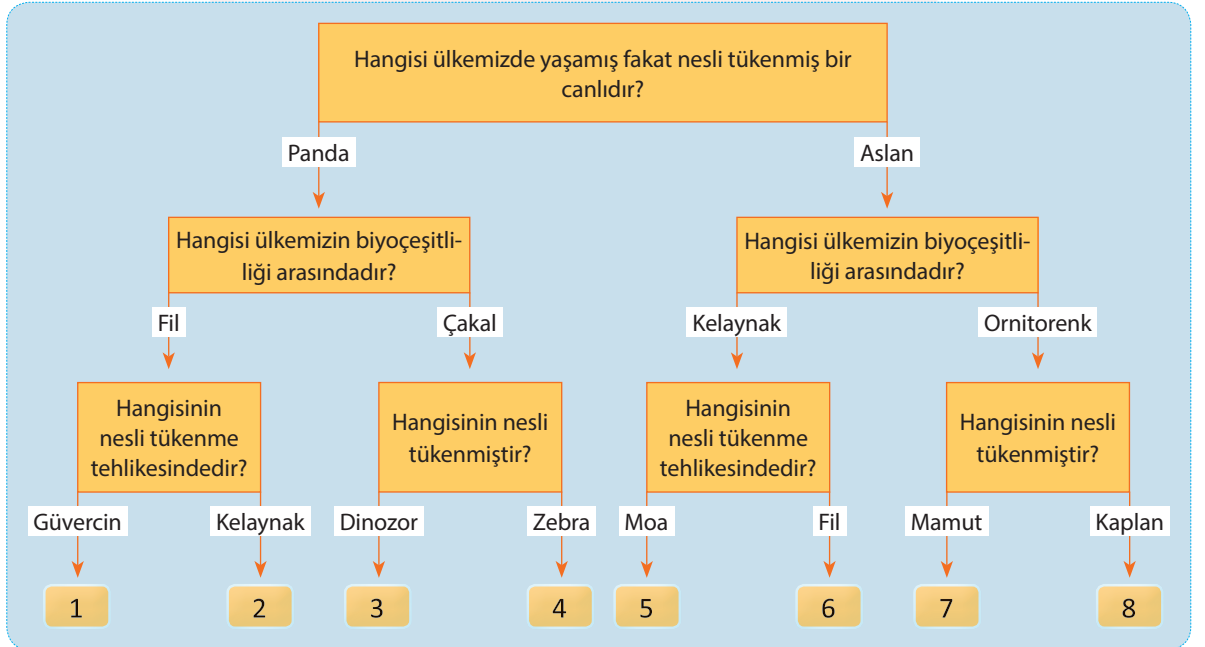 Hangisi ülkemizde yaşamış fakat nesli tükenmiş bir
canlıdır?
Panda
Aslan
Hangisi ülkemizin biyoçeşitli-
liliği arasındadır?
Hangisi ülkemizin biyoçeşitli-
liliği arasındadır?
Fil
Çakal
Kelaynak
Ornitorenk
Hangisinin
nesli tükenme
tehlikesindedir?
Hangisinin nesli
tükenmiştir?
Hangisinin
nesli tükenme
tehlikesindedir?
Hangisinin nesli
tükenmiştir?
Güvercin
Kelaynak
Dinozor
Zebra
Moa
Fil
Mamut
Kaplan
1
2
3
4
5
6
7
8